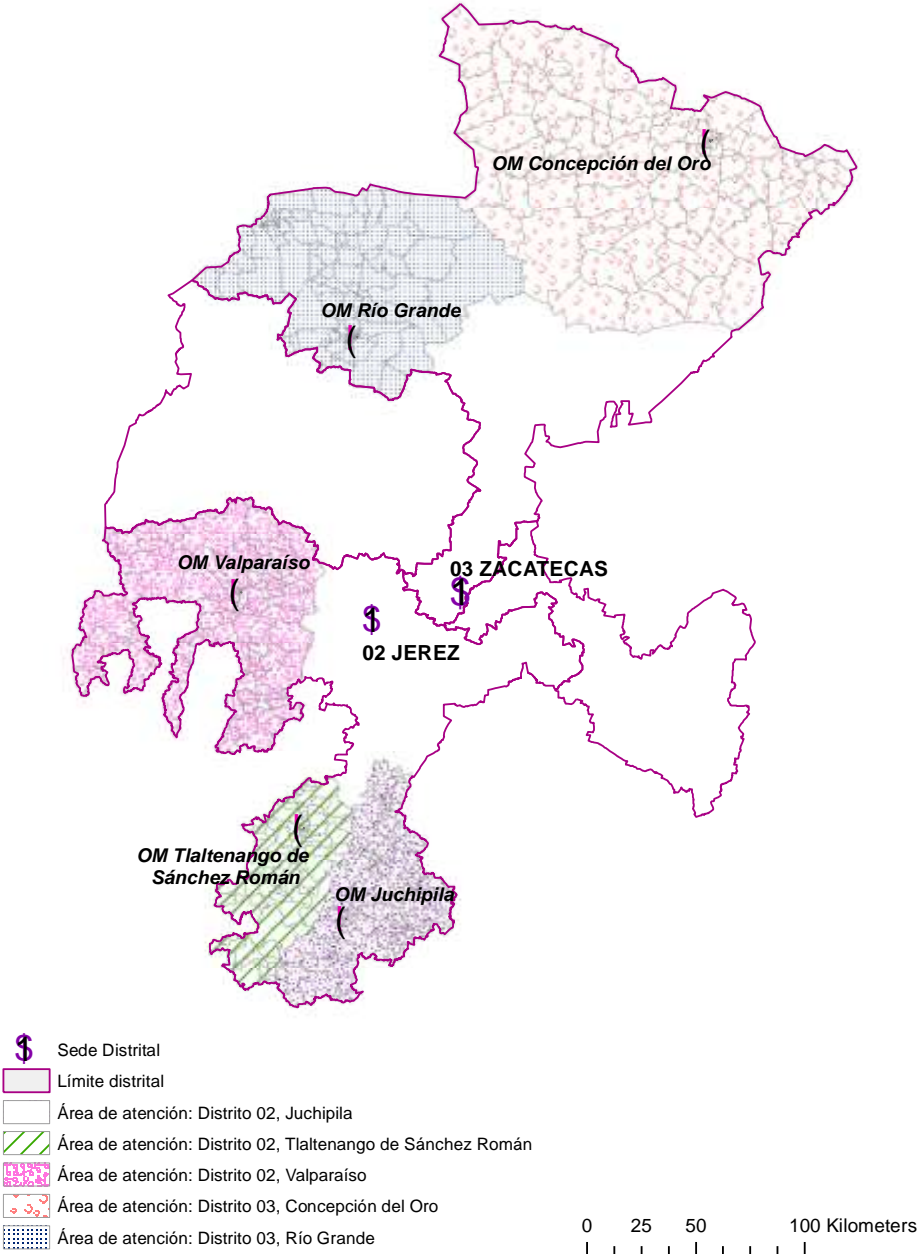 OM Concepción del Oro
OM Río Grande
OM Valparaíso
03 ZACATECAS
02 JEREZ
OM Tlaltenango de
Sánchez Román
OM Juchipila
Sede Distrital
Límite distrital
Área de atención: Distrito 02, Juchipila
Área de atención: Distrito 02, Tlaltenango de Sánchez Román
Área de atención: Distrito 02, Valparaíso
Área de atención: Distrito 03, Concepción del Oro
Área de atención: Distrito 03, Río Grande
0 25 50 100 Kilometers